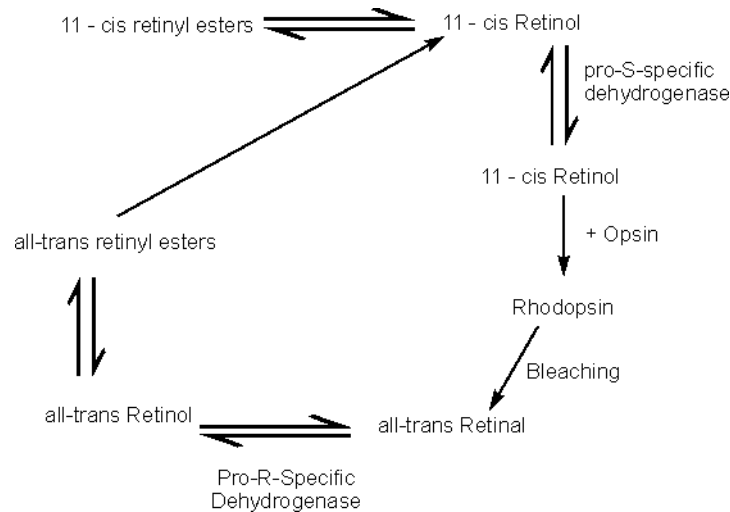 11 - cis retinyl esters
11 - cis Retinol
pro-S-specific
dehydrogenase
11 - cis Retinol
+ Opsin
all-trans retinyl esters
Rhodopsin
Bleaching
all-trans Retinol
all-trans Retinal
Pro-R-Specific
Dehydrogenase